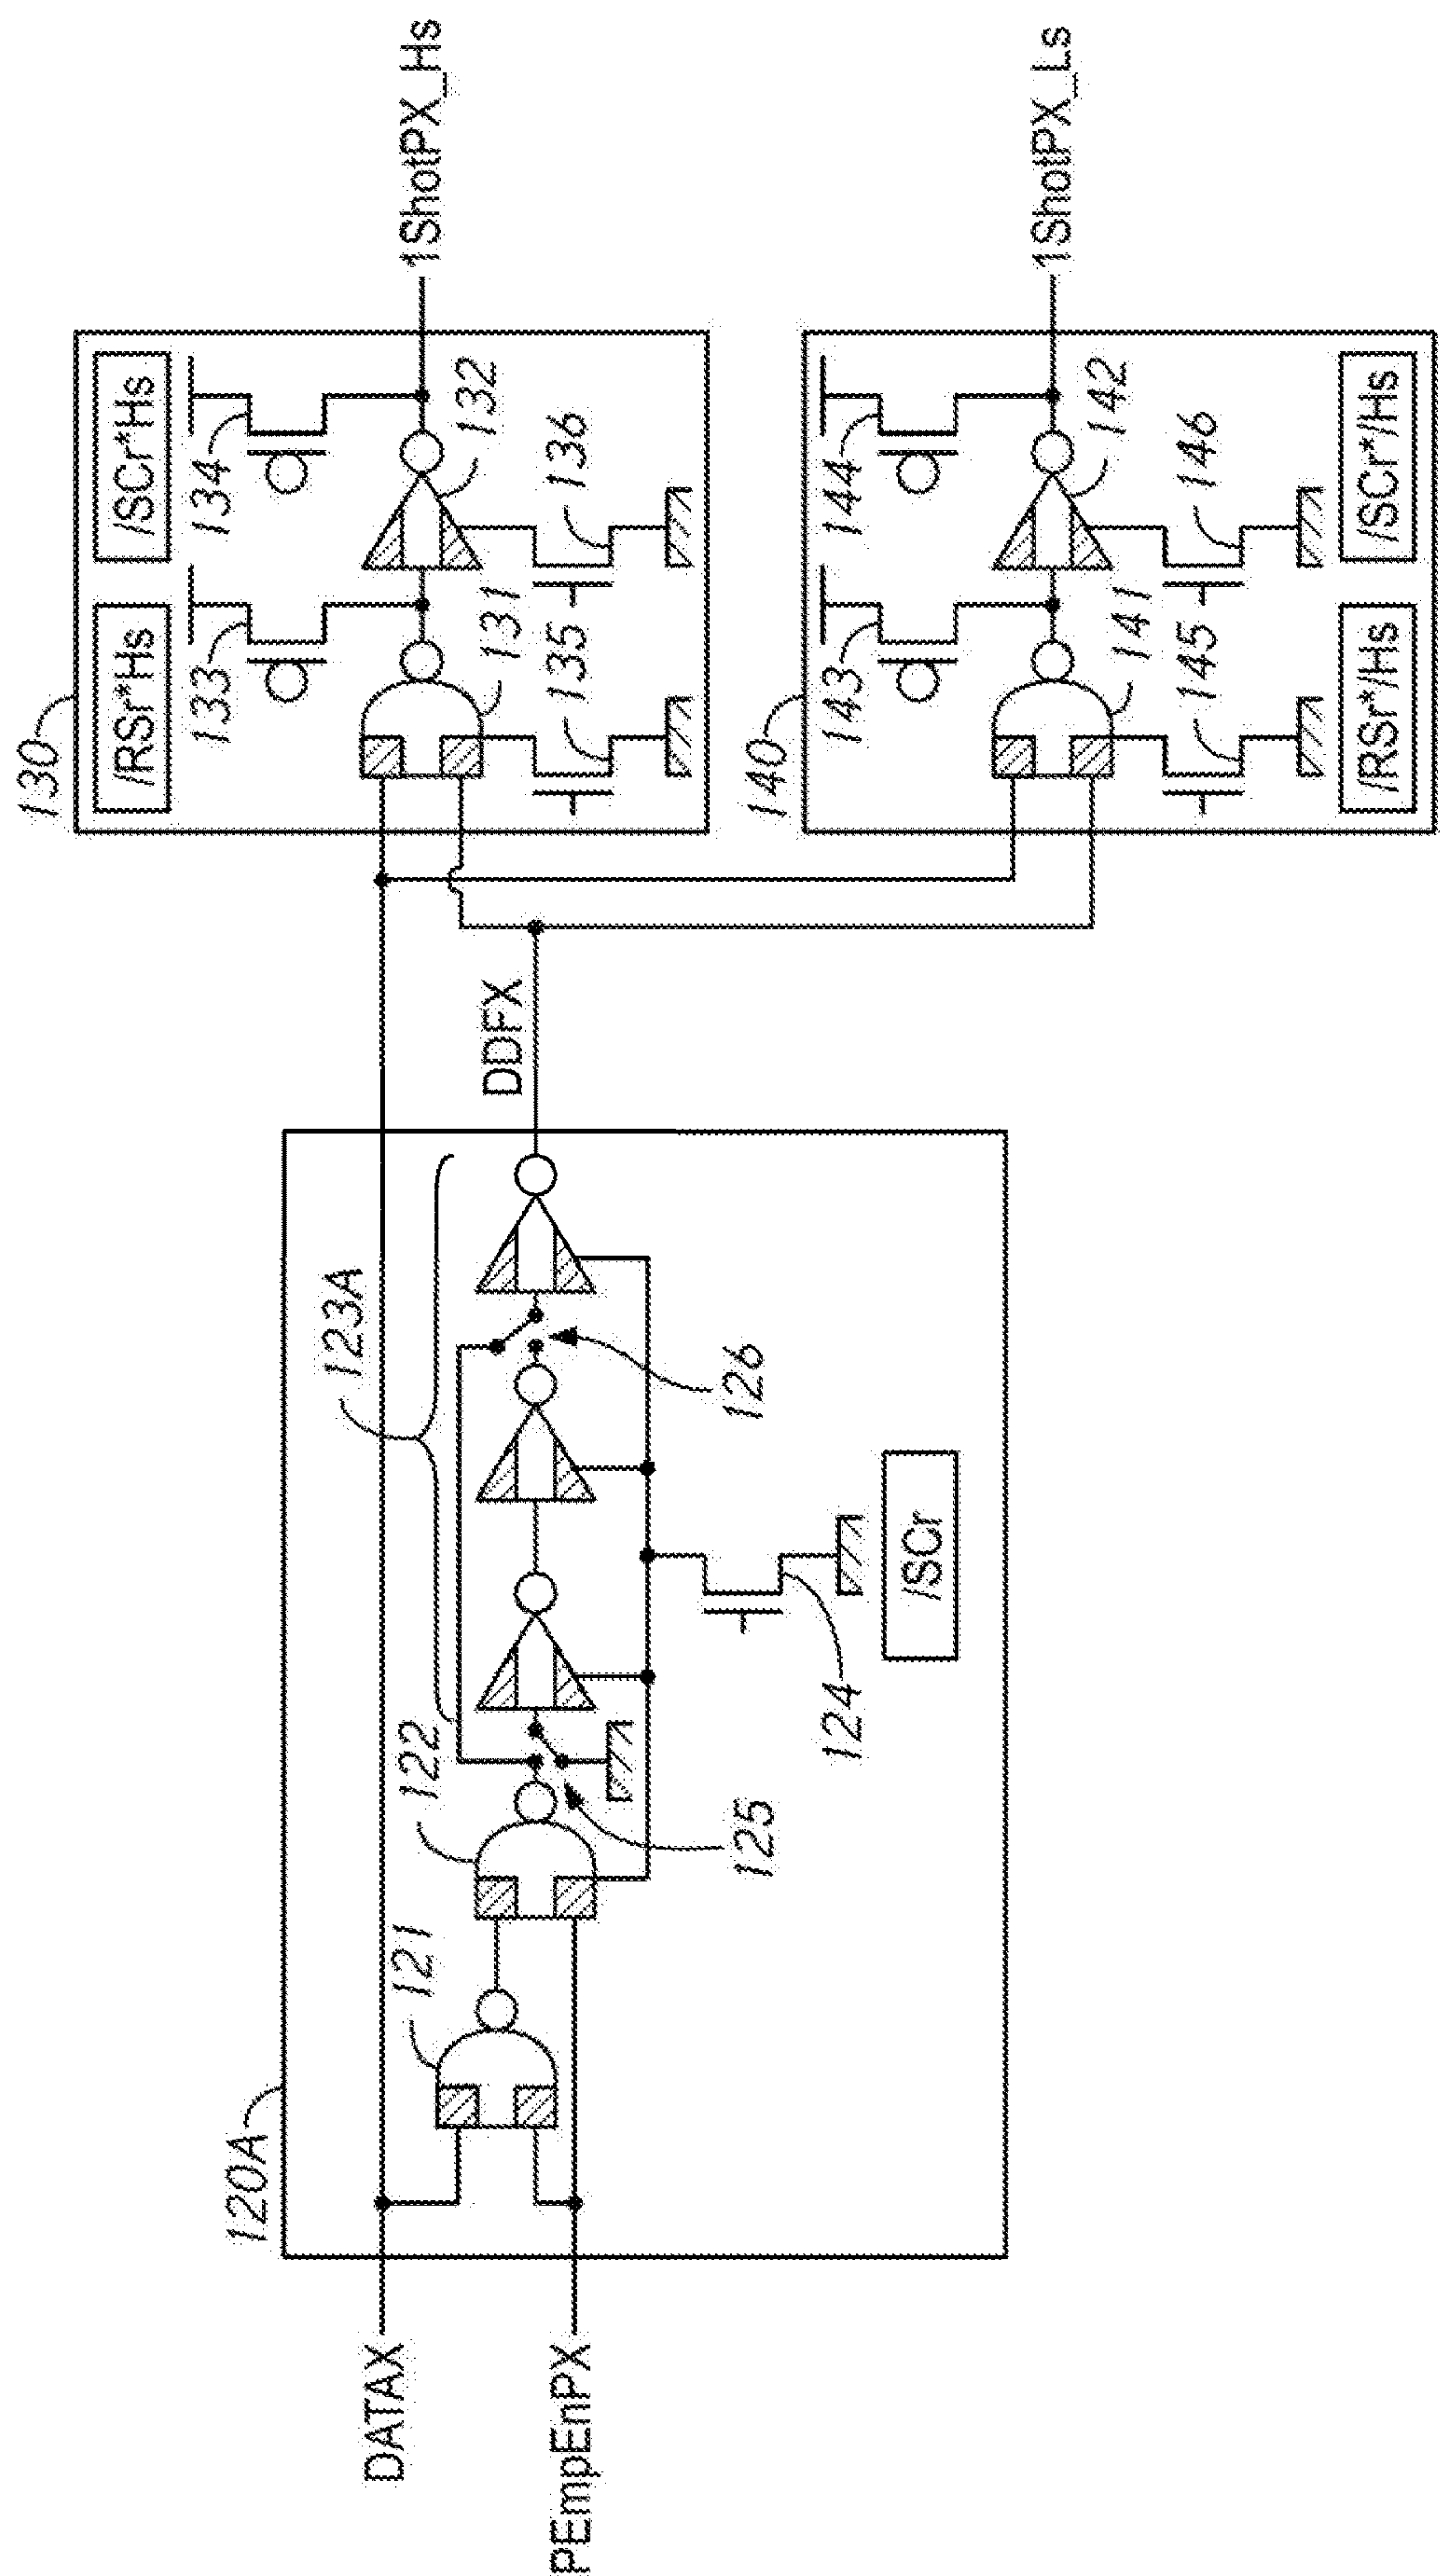 120A
DATAX
PEmpEnPX
121
122
123A
125
126
124
/SCr
DDFX
130
/RSr*Hs
/SCr*Hs
133
134
131
132
135
136
1ShotPX_Hs
140
143
144
141
142
145
146
/RSr*/Hs
/SCr*/Hs
1ShotPX_Ls